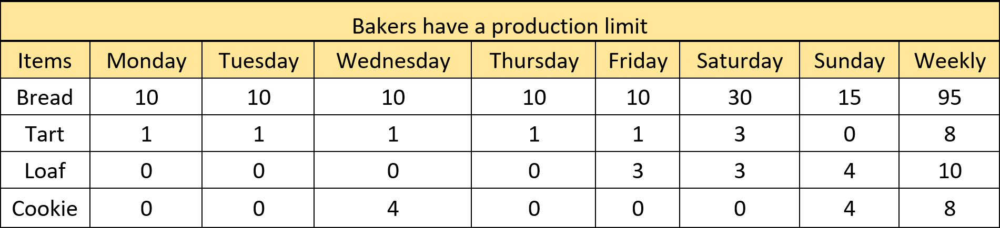 Bakers have a production limit
Items Monday Tuesday Wednesday Thursday Friday Saturday Sunday Weekly
Bread 10 10 10 10 10 30 15 95
Tart 1 1 1 1 1 3 0 8
Loaf 0 0 0 0 3 3 4 10
Cookie 0 0 4 0 0 0 4 8